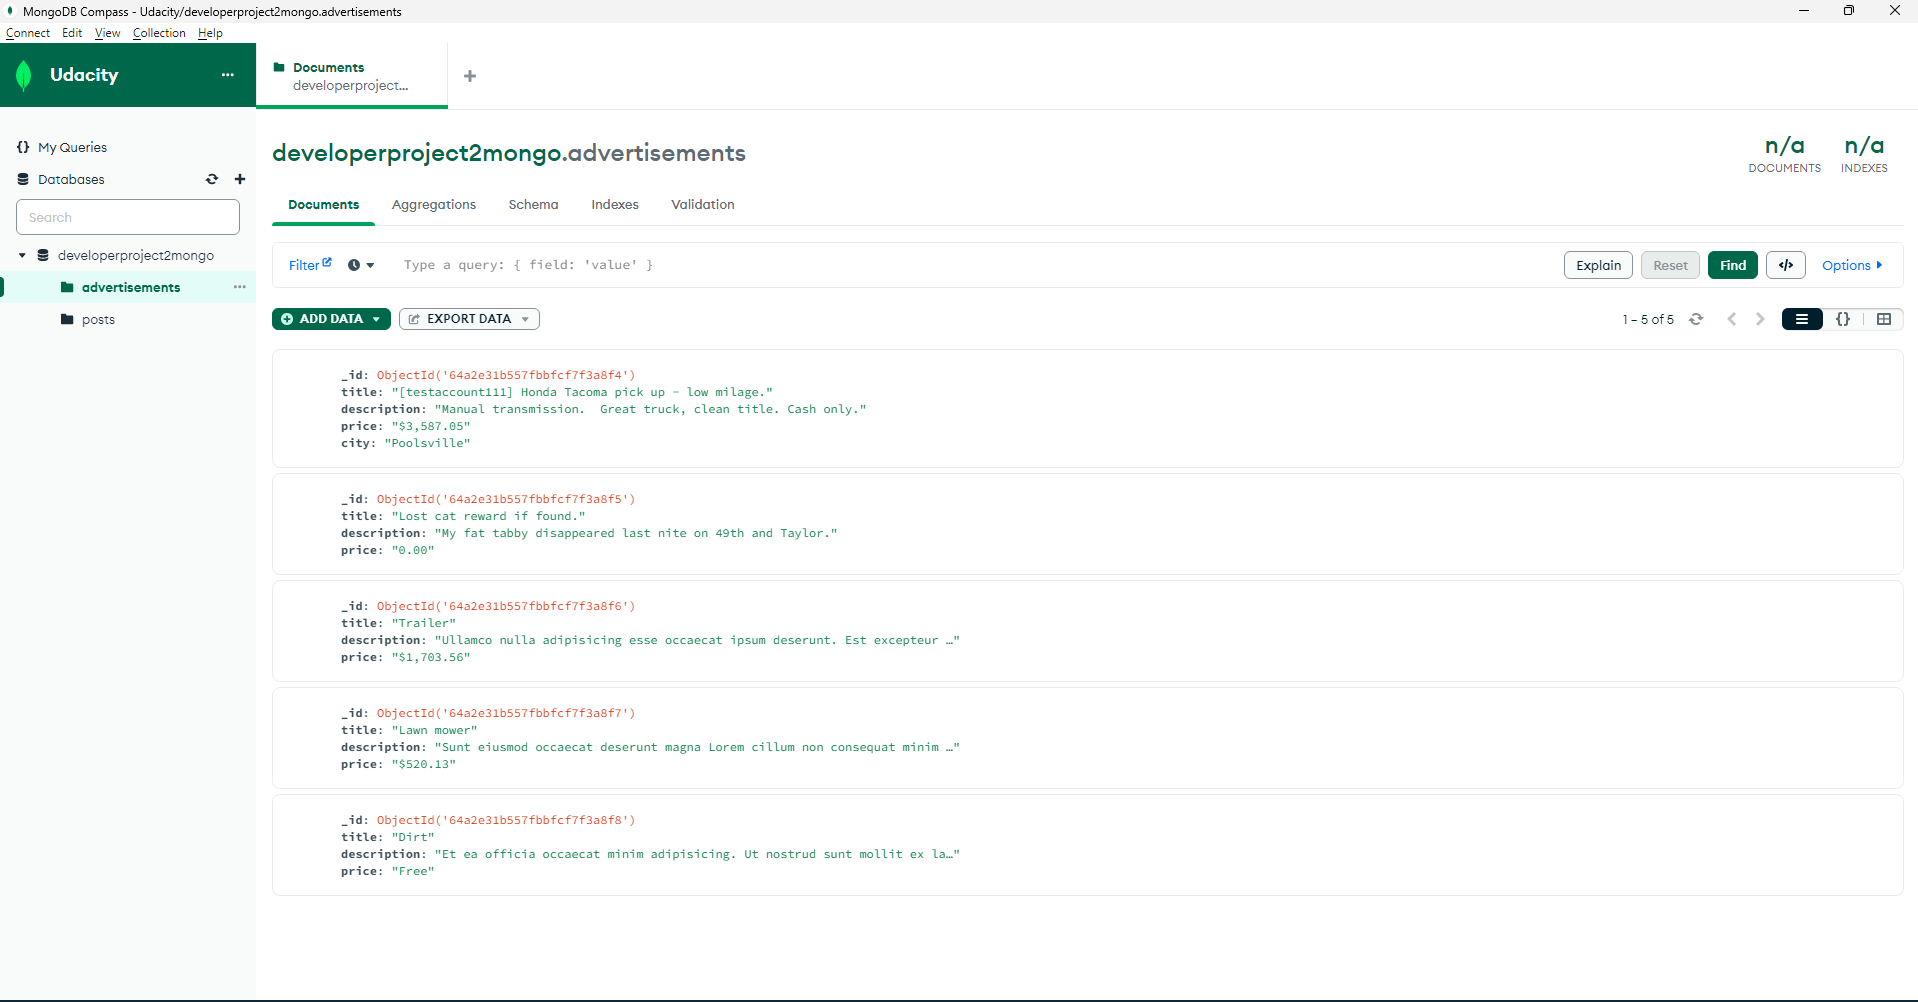 MongoDB Compass - Udacity/developerproject2mongo.advertisements
Connect Edit View Collection Help
Udacity
Documents
developerproject...
My Queries
Databases
Search
developerproject2mongo
advertisements
posts
developerproject2mongo.advertisements
n/a
DOCUMENTS
n/a
INDEXES
Documents Aggregations Schema Indexes Validation
Filter Type a query: { field: 'value' } Explain Reset Find </> Options
ADD DATA EXPORT DATA 1 – 5 of 5 {}
_id: ObjectId('64a2e31b557fbbfcf7f3a8f4')
title: "[testaccount111] Honda Tacoma pick up - low milage."
description: "Manual transmission.  Great truck, clean title. Cash only."
price: "$3,587.05"
city: "Poolsville"
_id: ObjectId('64a2e31b557fbbfcf7f3a8f5')
title: "Lost cat reward if found."
description: "My fat tabby disappeared last nite on 49th and Taylor."
price: "0.00"
_id: ObjectId('64a2e31b557fbbfcf7f3a8f6')
title: "Trailer"
description: "Ullamco nulla adipisicing esse occaecat ipsum deserunt. Est excepteur …"
price: "$1,703.56"
_id: ObjectId('64a2e31b557fbbfcf7f3a8f7')
title: "Lawn mower"
description: "Sunt eiusmod occaecat deserunt magna Lorem cillum non consequat minim …"
price: "$520.13"
_id: ObjectId('64a2e31b557fbbfcf7f3a8f8')
title: "Dirt"
description: "Et ea officia occaecat minim adipisicing. Ut nostrud sunt mollit ex la…"
price: "Free"